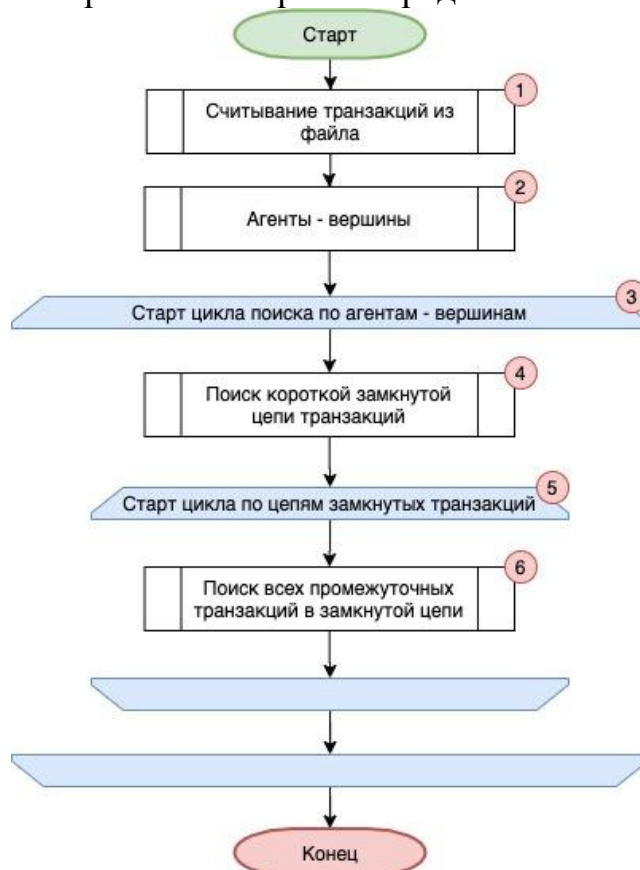 Старт
1
Считывание транзакций из
файла
2
Агенты - вершины
3
Старт цикла поиска по агентам - вершинам
4
Поиск короткой замкнутой
цепи транзакций
5
Старт цикла по цепям замкнутых транзакций
6
Поиск всех промежуточных
транзакций в замкнутой цепи
Конец